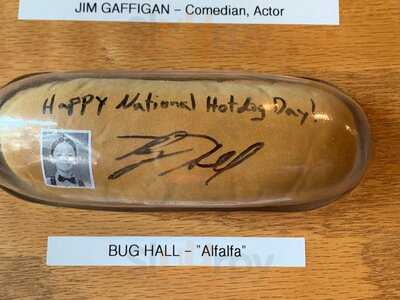 JIM GAFFIGAN – Comedian, Actor
Happy National Hotdog Day!
BUG HALL – "Alfalfa"